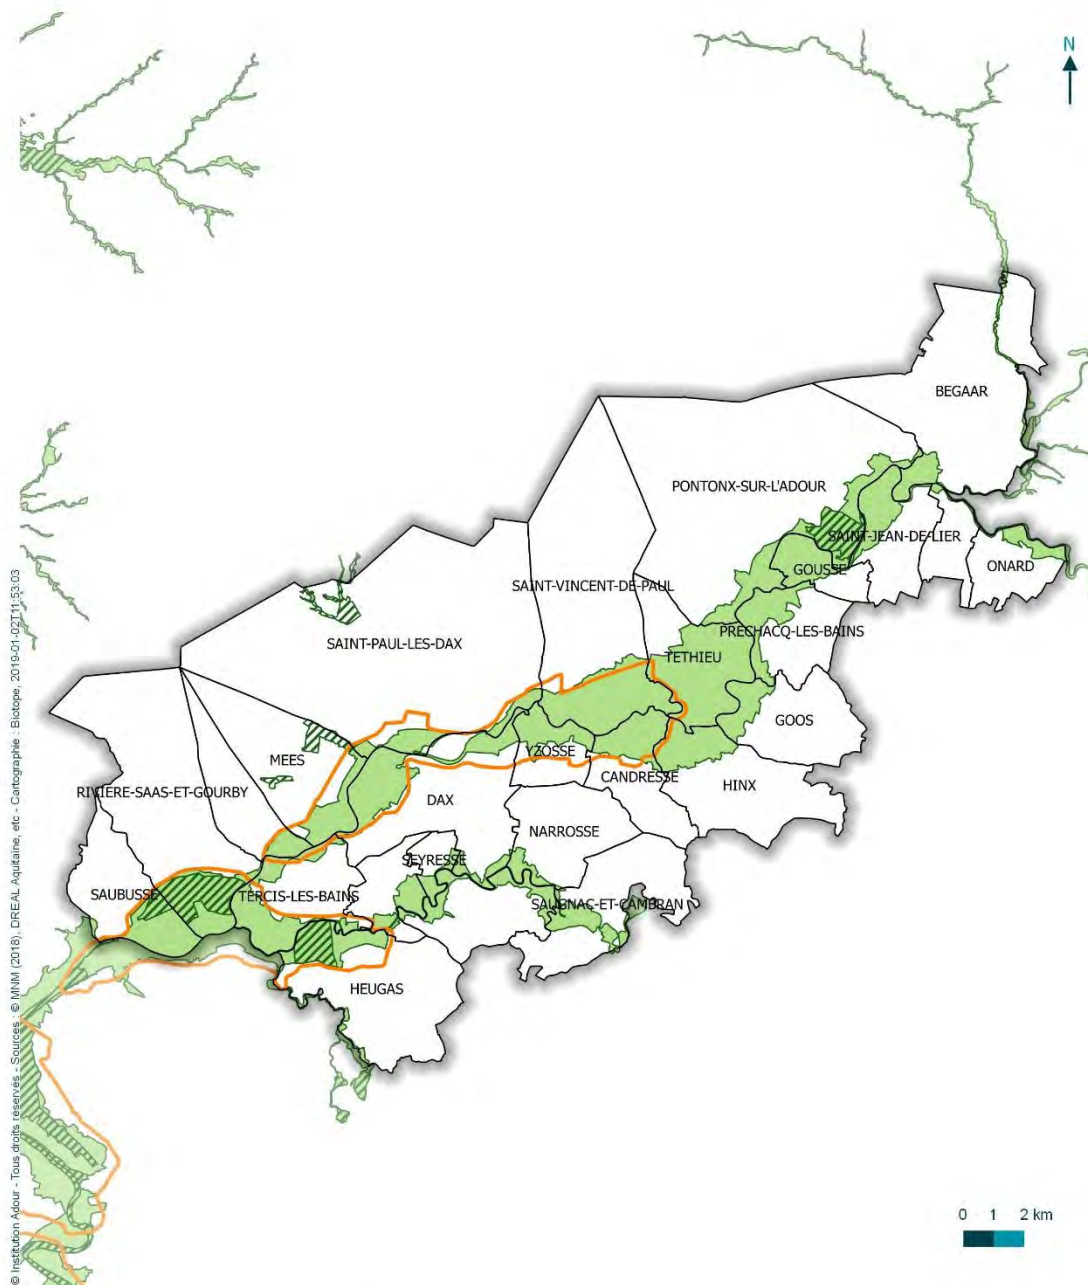 N
BEGAAR
PONTONX-SUR-L'ADOUR
SAINT-JEAN-DE-LIER
GOUSSE
ONARD
SAINT-VINCENT-DE-PAUL
PRECHACQ-LES-BAINS
SAINT-PAUL-LES-DAX
TETHIEU
GOOS
YZOSSE
MEES
CANDRESSE
HINX
RIVIERE-SAAS-ET-GOURBY
DAX
NARROSSE
SEYRESSE
SAUBUSSE
TERCIS-LES-BAINS
SAUGNAC-ET-CAMBRAN
HEUGAS
0 1 2 km
© Institution Adour - Tous droits réservés - Sources : © MNM (2018), DREAL Aquitaine, etc - Cartographie : Biotope, 2019-01-02T11:53:03